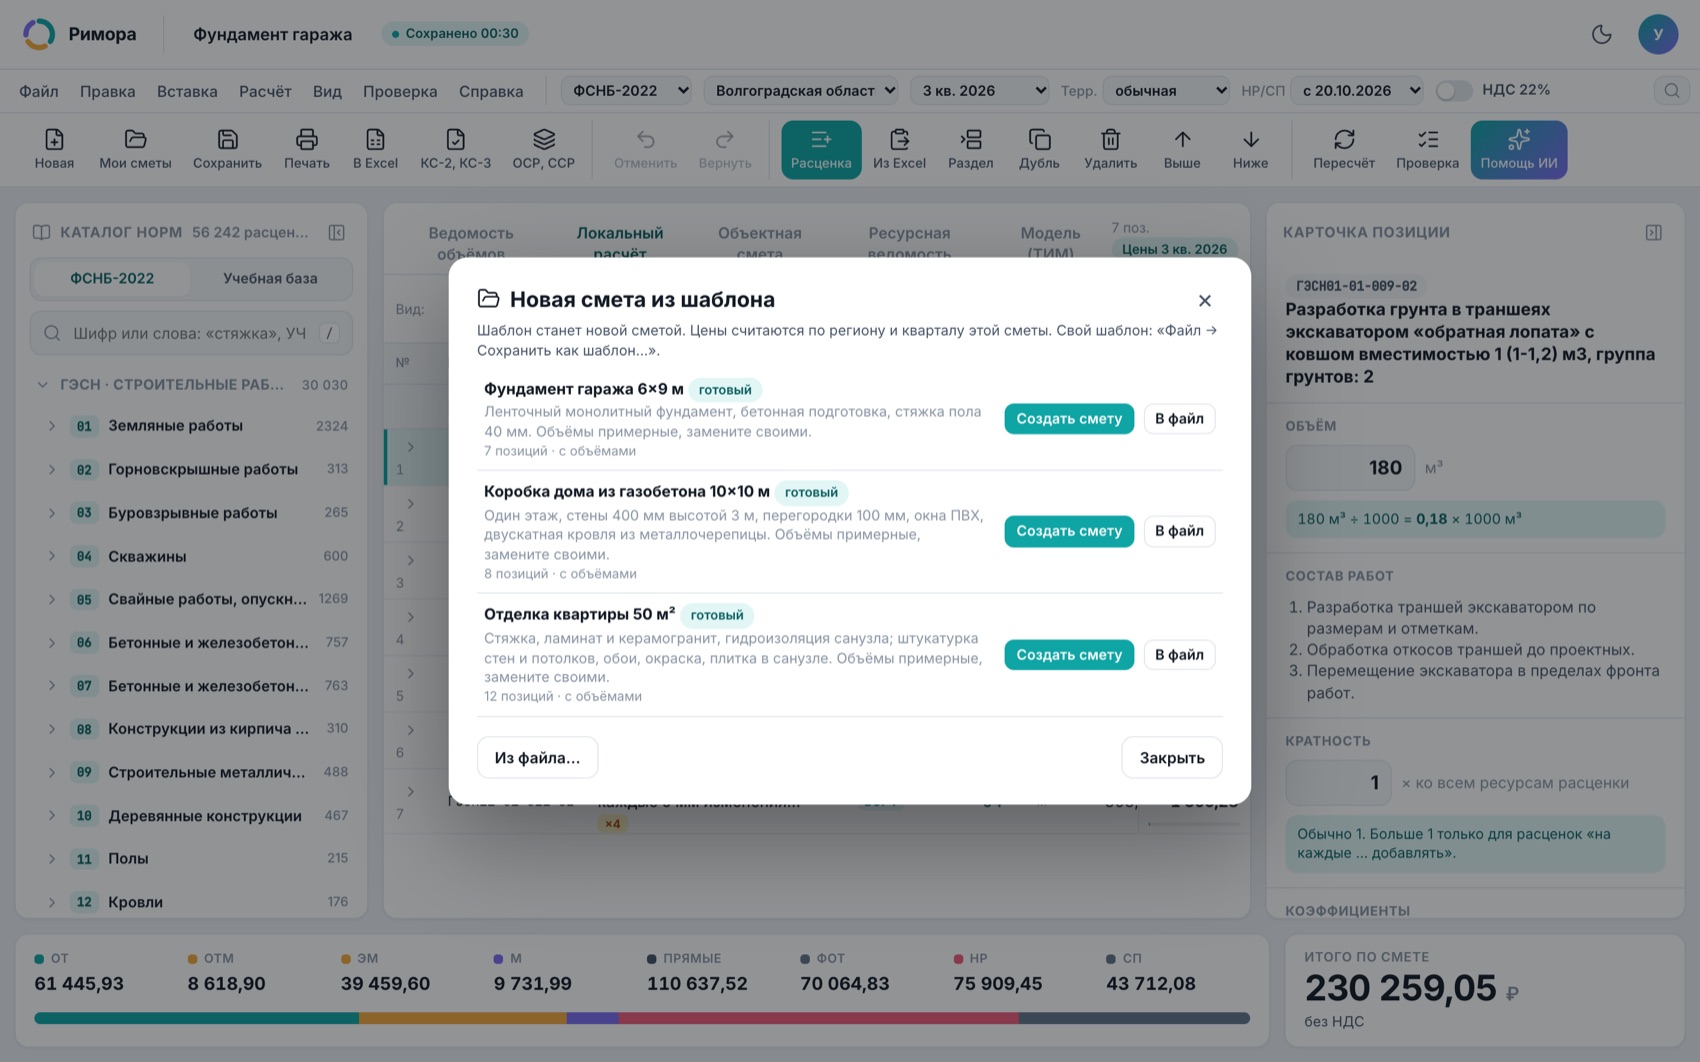 Римора
Фундамент гаража
Сохранено 00:30
У
Файл Правка Вставка Расчёт Вид Проверка Справка
ФСНБ-2022
Волгоградская област
3 кв. 2026
Терр. обычная
НР/СП с 20.10.2026
НДС 22%
Новая
Мои сметы
Сохранить
Печать
В Excel
КС-2, КС-3
ОСР, ССР
Отменить
Вернуть
Расценка
Из Excel
Раздел
Дубль
Удалить
Выше
Ниже
Пересчёт
Проверка
Помощь ИИ
КАТАЛОГ НОРМ 56 242 расцен...
ФСНБ-2022
Учебная база
Шифр или слова: «стяжка», УЧ /
ГЭСН · СТРОИТЕЛЬНЫЕ РАБ... 30 030
01 Земляные работы 2324
02 Горновскрышные работы 313
03 Буровзрывные работы 265
04 Скважины 600
05 Свайные работы, опускн... 1269
06 Бетонные и железобетон... 757
07 Бетонные и железобетон... 763
08 Конструкции из кирпича ... 310
09 Строительные металлич... 488
10 Деревянные конструкции 467
11 Полы 215
12 Кровли 176
Ведомость
объёмов
Локальный
расчёт
Объектная
смета
Ресурсная
ведомость
Модель
(ТИМ)
7 поз.
Цены 3 кв. 2026
Вид:
№
1
2
3
4
5
6
7
×4
Новая смета из шаблона
Шаблон станет новой сметой. Цены считаются по региону и кварталу этой сметы. Свой шаблон: «Файл →
Сохранить как шаблон...».
Фундамент гаража 6×9 м готовый
Ленточный монолитный фундамент, бетонная подготовка, стяжка пола
40 мм. Объёмы примерные, замените своими.
7 позиций · с объёмами
Создать смету
В файл
Коробка дома из газобетона 10×10 м готовый
Один этаж, стены 400 мм высотой 3 м, перегородки 100 мм, окна ПВХ,
двускатная кровля из металлочерепицы. Объёмы примерные,
замените своими.
8 позиций · с объёмами
Создать смету
В файл
Отделка квартиры 50 м² готовый
Стяжка, ламинат и керамогранит, гидроизоляция санузла; штукатурка
стен и потолков, обои, окраска, плитка в санузле. Объёмы примерные,
замените своими.
12 позиций · с объёмами
Создать смету
В файл
Из файла...
Закрыть
КАРТОЧКА ПОЗИЦИИ
ГЭСН01-01-009-02
Разработка грунта в траншеях
экскаватором «обратная лопата» с
ковшом вместимостью 1 (1-1,2) м3, группа
грунтов: 2
ОБЪЁМ
180 м³
180 м³ ÷ 1000 = 0,18 × 1000 м³
СОСТАВ РАБОТ
1. Разработка траншей экскаватором по
размерам и отметкам.
2. Обработка откосов траншей до проектных.
3. Перемещение экскаватора в пределах фронта
работ.
КРАТНОСТЬ
1 × ко всем ресурсам расценки
Обычно 1. Больше 1 только для расценок «на
каждые ... добавлять».
КОЭФФИЦИЕНТЫ
ОТ
61 445,93
ОТМ
8 618,90
ЭМ
39 459,60
М
9 731,99
ПРЯМЫЕ
110 637,52
ФОТ
70 064,83
НР
75 909,45
СП
43 712,08
ИТОГО ПО СМЕТЕ
230 259,05 ₽
без НДС